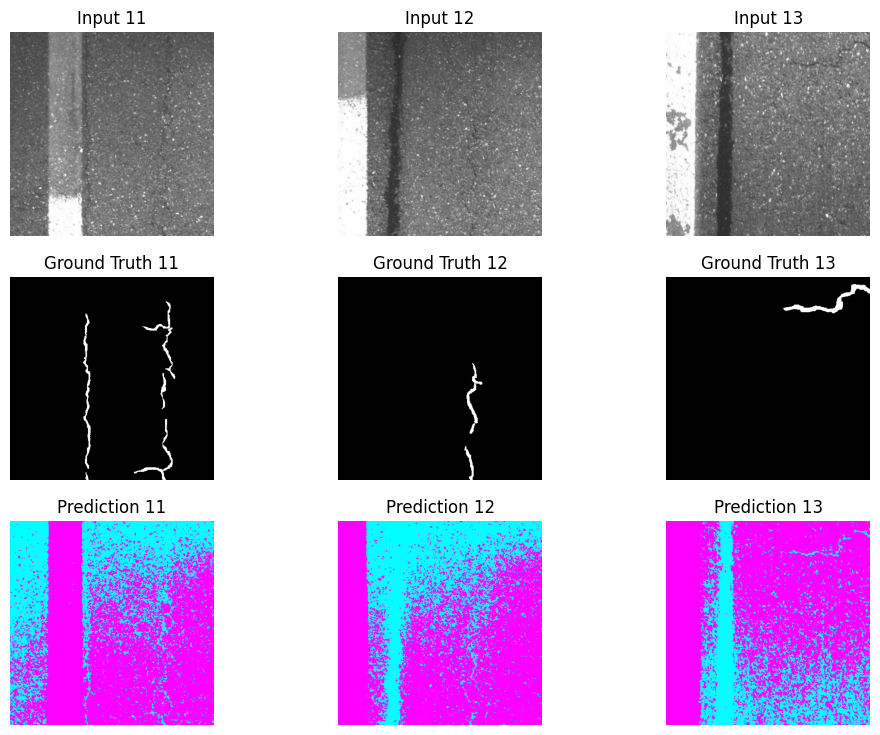 Input 11
Input 12
Input 13
Ground Truth 11
Ground Truth 12
Ground Truth 13
Prediction 11
Prediction 12
Prediction 13